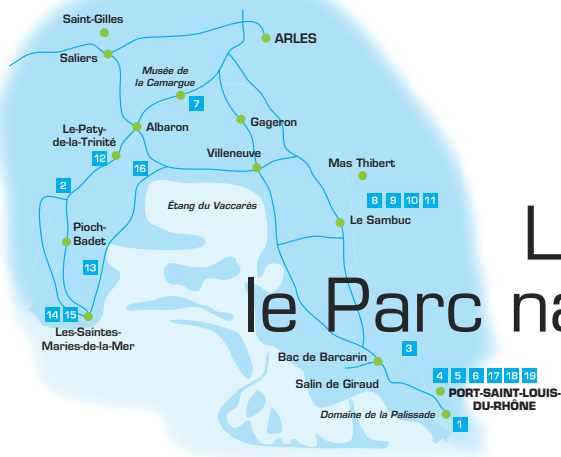 Saint-Gilles
ARLES
Saliers
Musée de
la Camargue
7
Le-Paty-
de-la-Trinité
Albaron
Gageron
12
16
Villeneuve
Mas Thibert
2
8 9 10 11
Étang du Vaccarès
Le Sambuc
Pioch-
Badet
L
13
le Parc na
14 15
Les-Saintes-
Maries-de-la-Mer
3
Bac de Barcarin
4 5 6 17 18 19
Salin de Giraud
PORT-SAINT-LOUIS-
DU-RHÔNE
Domaine de la Palissade
1